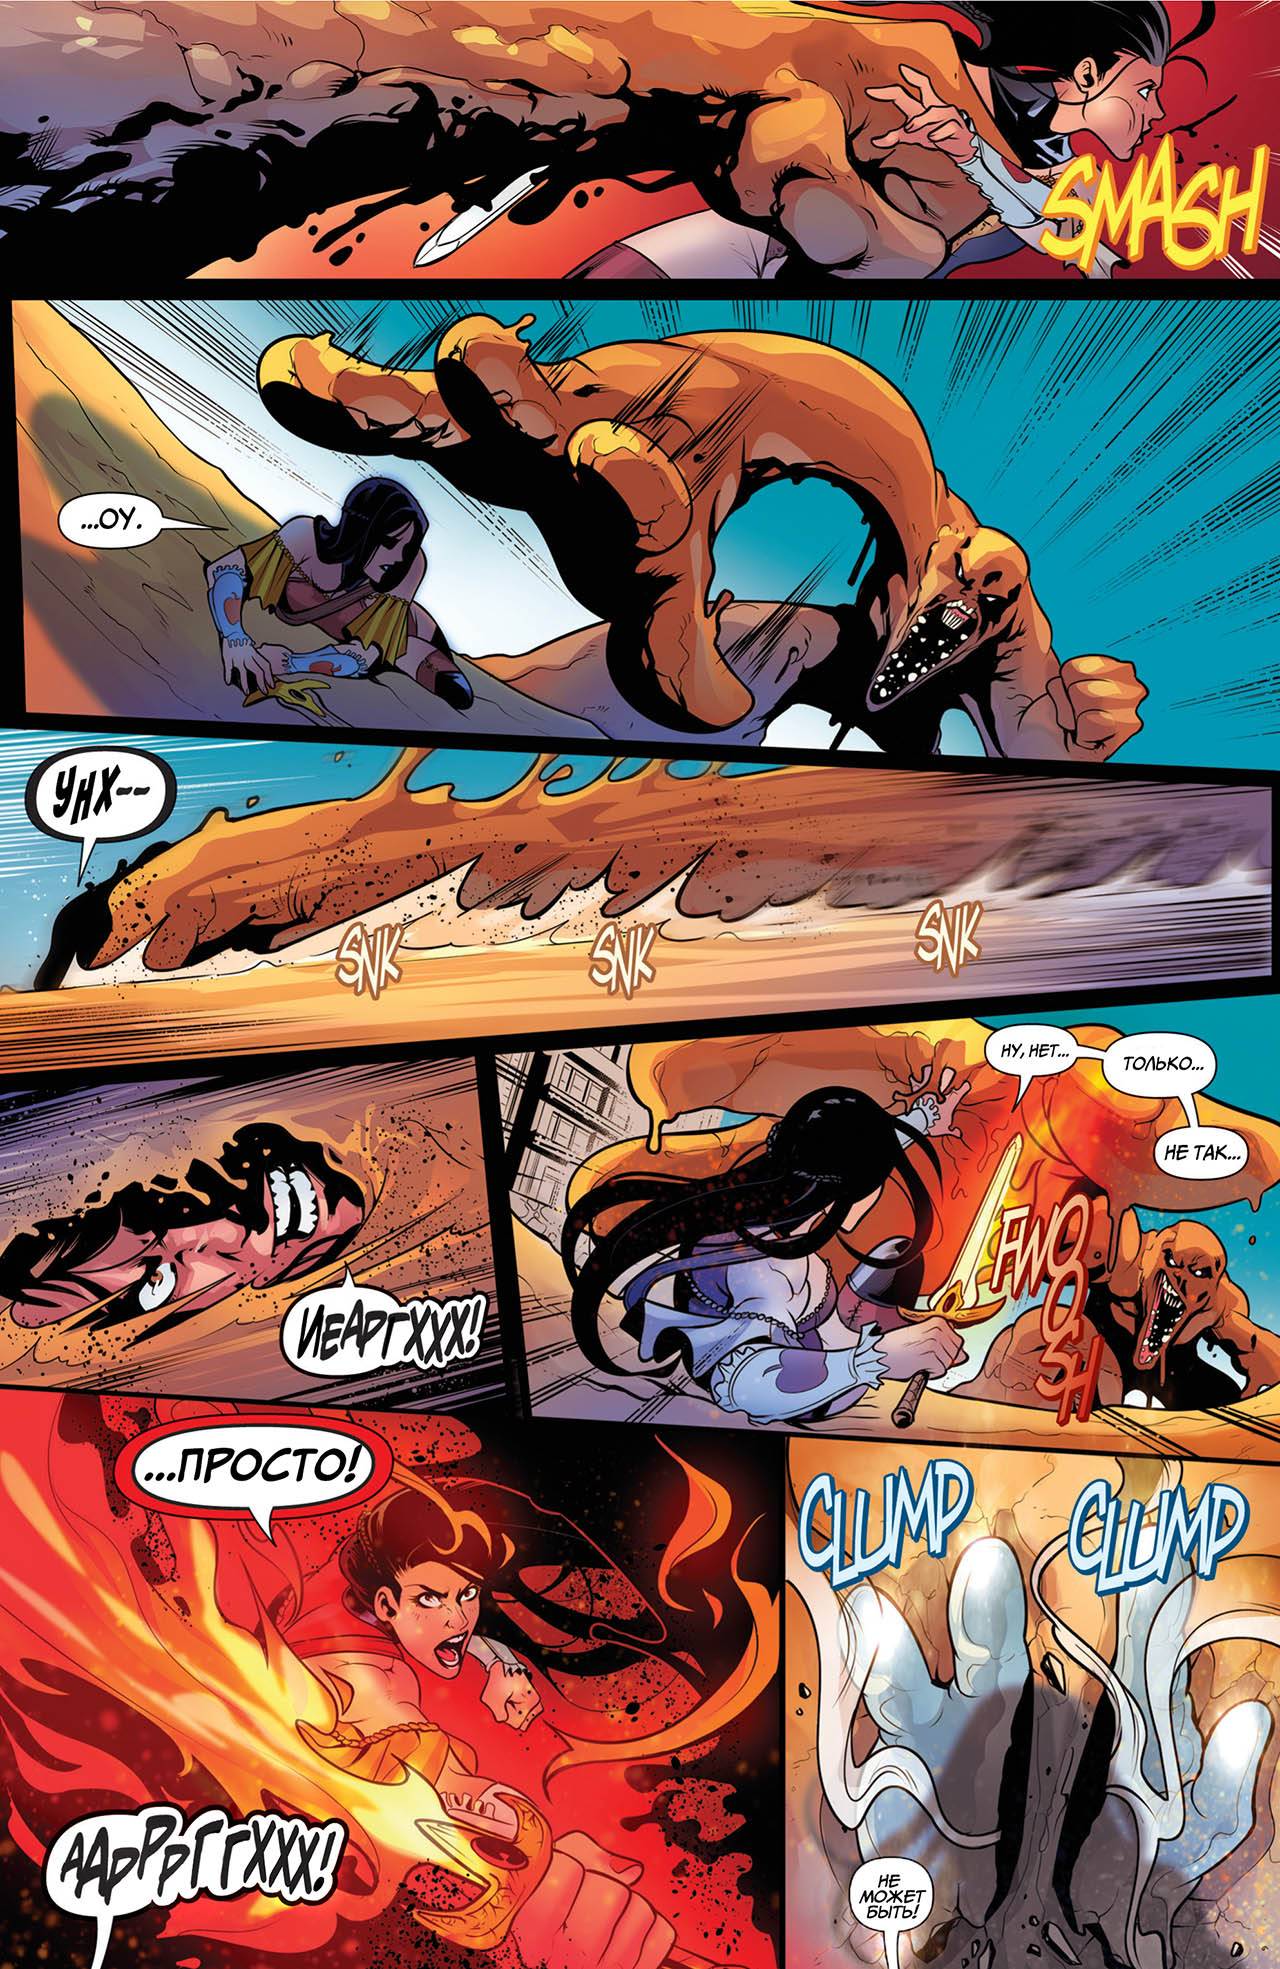 SMASH
...ОУ.
УНХ--
SNK
SNK
SNK
ИЕАРГХХХ!
НУ, НЕТ...
ТОЛЬКО...
НЕ ТАК...
FWOOSH
...ПРОСТО!
ААРРРГГХХХ!
CLUMP
CLUMP
НЕ
МОЖЕТ
БЫТЬ!